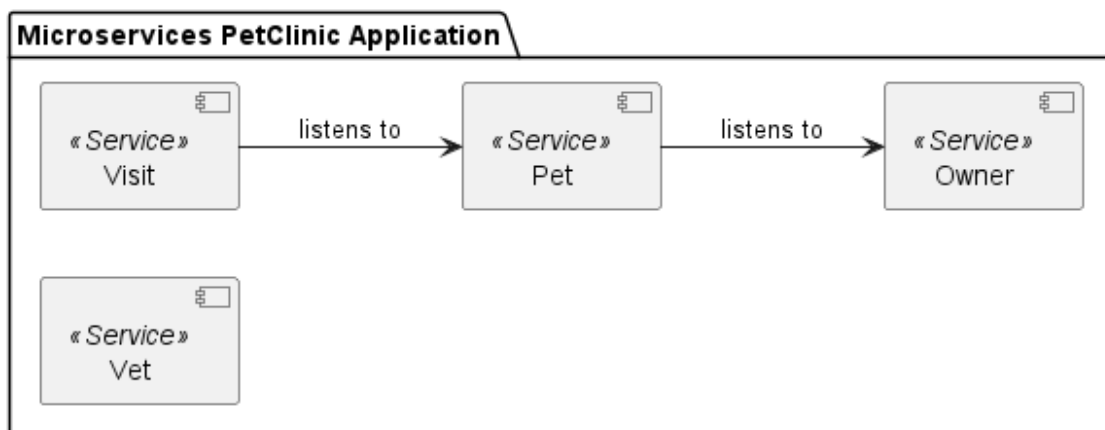 Microservices PetClinic Application
«Service»
Visit
listens to
«Service»
Pet
listens to
«Service»
Owner
«Service»
Vet